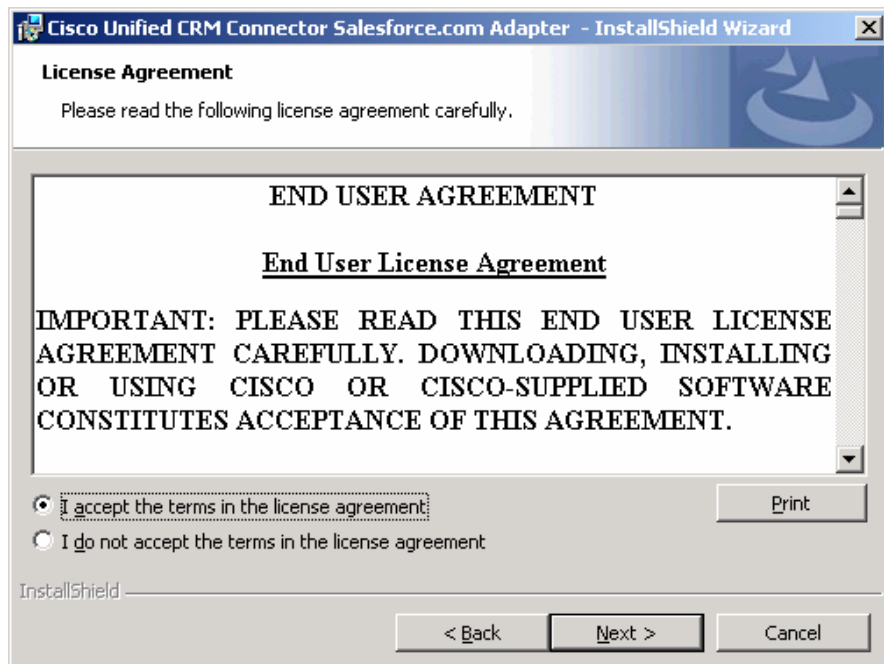 Cisco Unified CRM Connector Salesforce.com Adapter - InstallShield Wizard
License Agreement
Please read the following license agreement carefully.
END USER AGREEMENT
End User License Agreement
IMPORTANT: PLEASE READ THIS END USER LICENSE
AGREEMENT CAREFULLY. DOWNLOADING, INSTALLING
OR USING CISCO OR CISCO-SUPPLIED SOFTWARE
CONSTITUTES ACCEPTANCE OF THIS AGREEMENT.
I accept the terms in the license agreement
Print
I do not accept the terms in the license agreement
InstallShield
< Back
Next >
Cancel